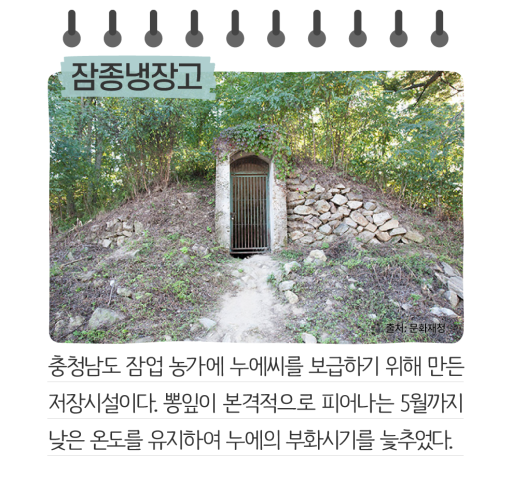 잠종냉장고
출처: 문화재청
충청남도 잠업 농가에 누에씨를 보급하기 위해 만든
저장시설이다. 뽕잎이 본격적으로 피어나는 5월까지
낮은 온도를 유지하여 누에의 부화시기를 늦추었다.